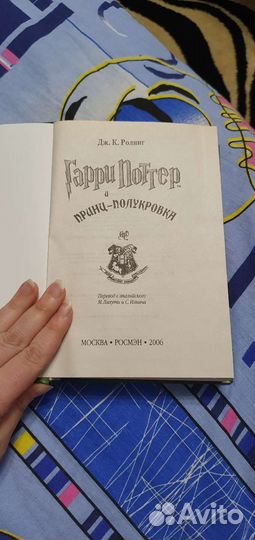 Дж. К. Ролинг
Гарри Поттер
и
ПРИНЦ-ПОЛУКРОВКА
Перевод с английского
М. Лахути и С. Ильина
МОСКВА • РОСМЭН • 2006
Avito